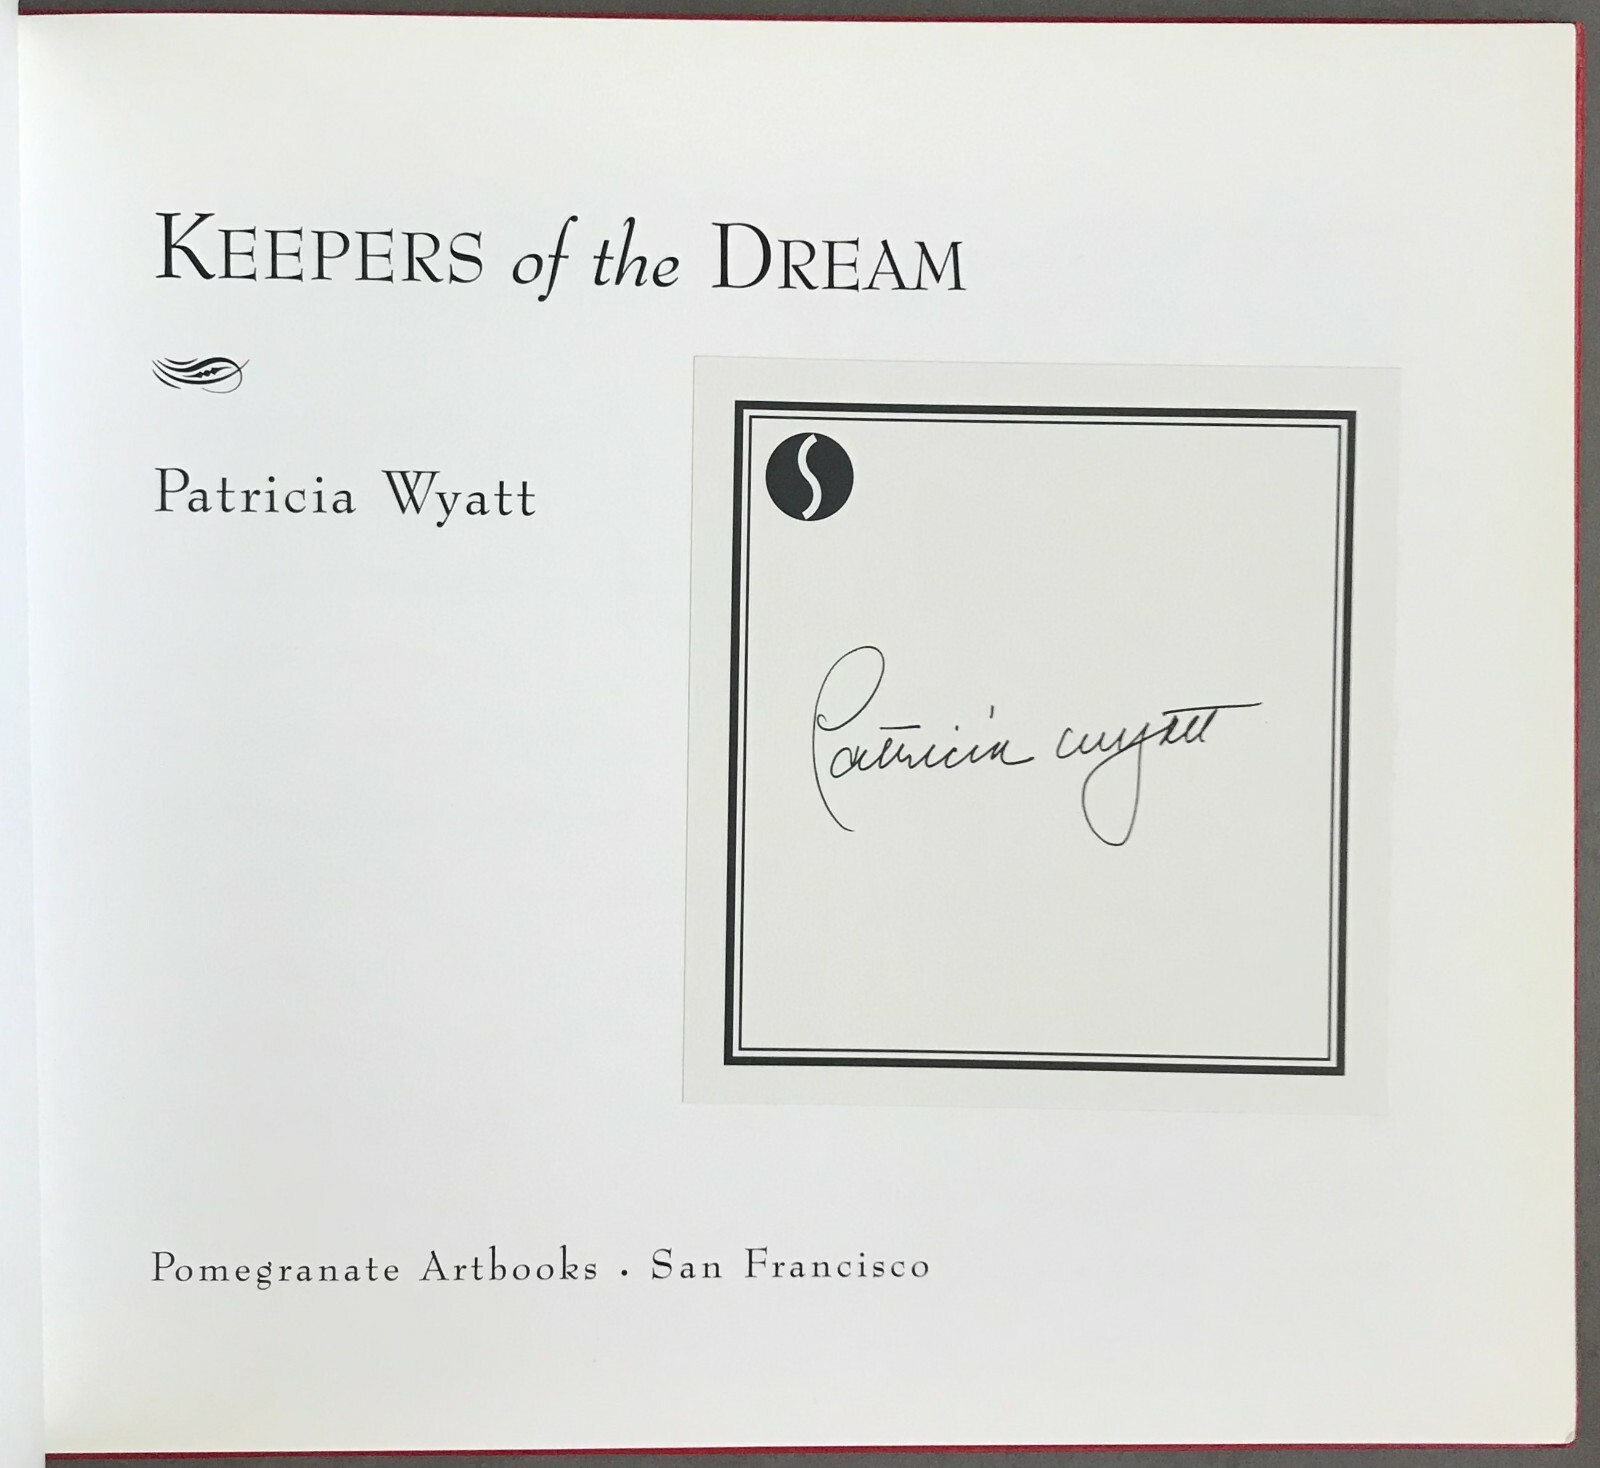 KEEPERS of the DREAM
Patricia Wyatt
S
Patricia Wyatt
Pomegranate Artbooks • San Francisco